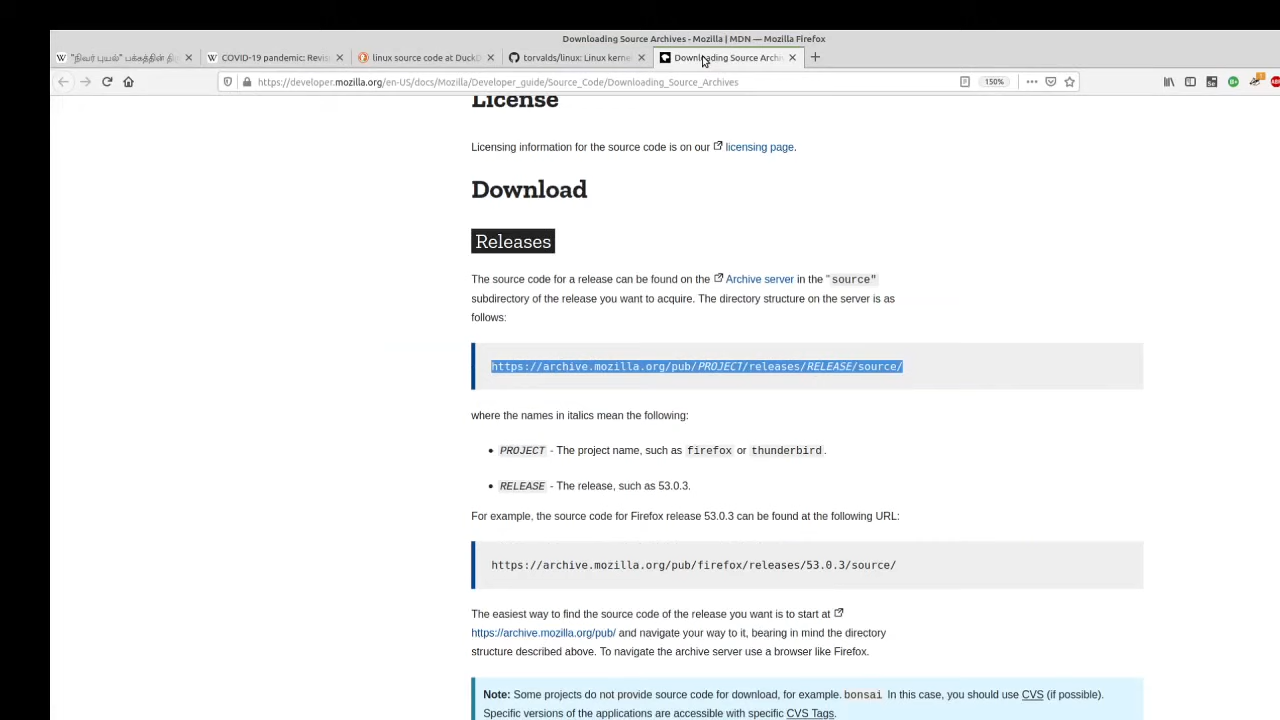 Downloading Source Archives - Mozilla | MDN — Mozilla Firefox
"நிவர் புயல்" பக்கத்தின் தி
COVID-19 pandemic: Revis
linux source code at DuckD
torvalds/linux: Linux kerne
Downloading Source Archi
https://developer.mozilla.org/en-US/docs/Mozilla/Developer_guide/Source_Code/Downloading_Source_Archives
150%
License
Licensing information for the source code is on our licensing page.
Download
Releases
The source code for a release can be found on the Archive server in the "source"
subdirectory of the release you want to acquire. The directory structure on the server is as
follows:
https://archive.mozilla.org/pub/PROJECT/releases/RELEASE/source/
where the names in italics mean the following:
• PROJECT - The project name, such as firefox or thunderbird.
• RELEASE - The release, such as 53.0.3.
For example, the source code for Firefox release 53.0.3 can be found at the following URL:
https://archive.mozilla.org/pub/firefox/releases/53.0.3/source/
The easiest way to find the source code of the release you want is to start at
https://archive.mozilla.org/pub/ and navigate your way to it, bearing in mind the directory
structure described above. To navigate the archive server use a browser like Firefox.
Note: Some projects do not provide source code for download, for example. bonsai In this case, you should use CVS (if possible).
Specific versions of the applications are accessible with specific CVS Tags.